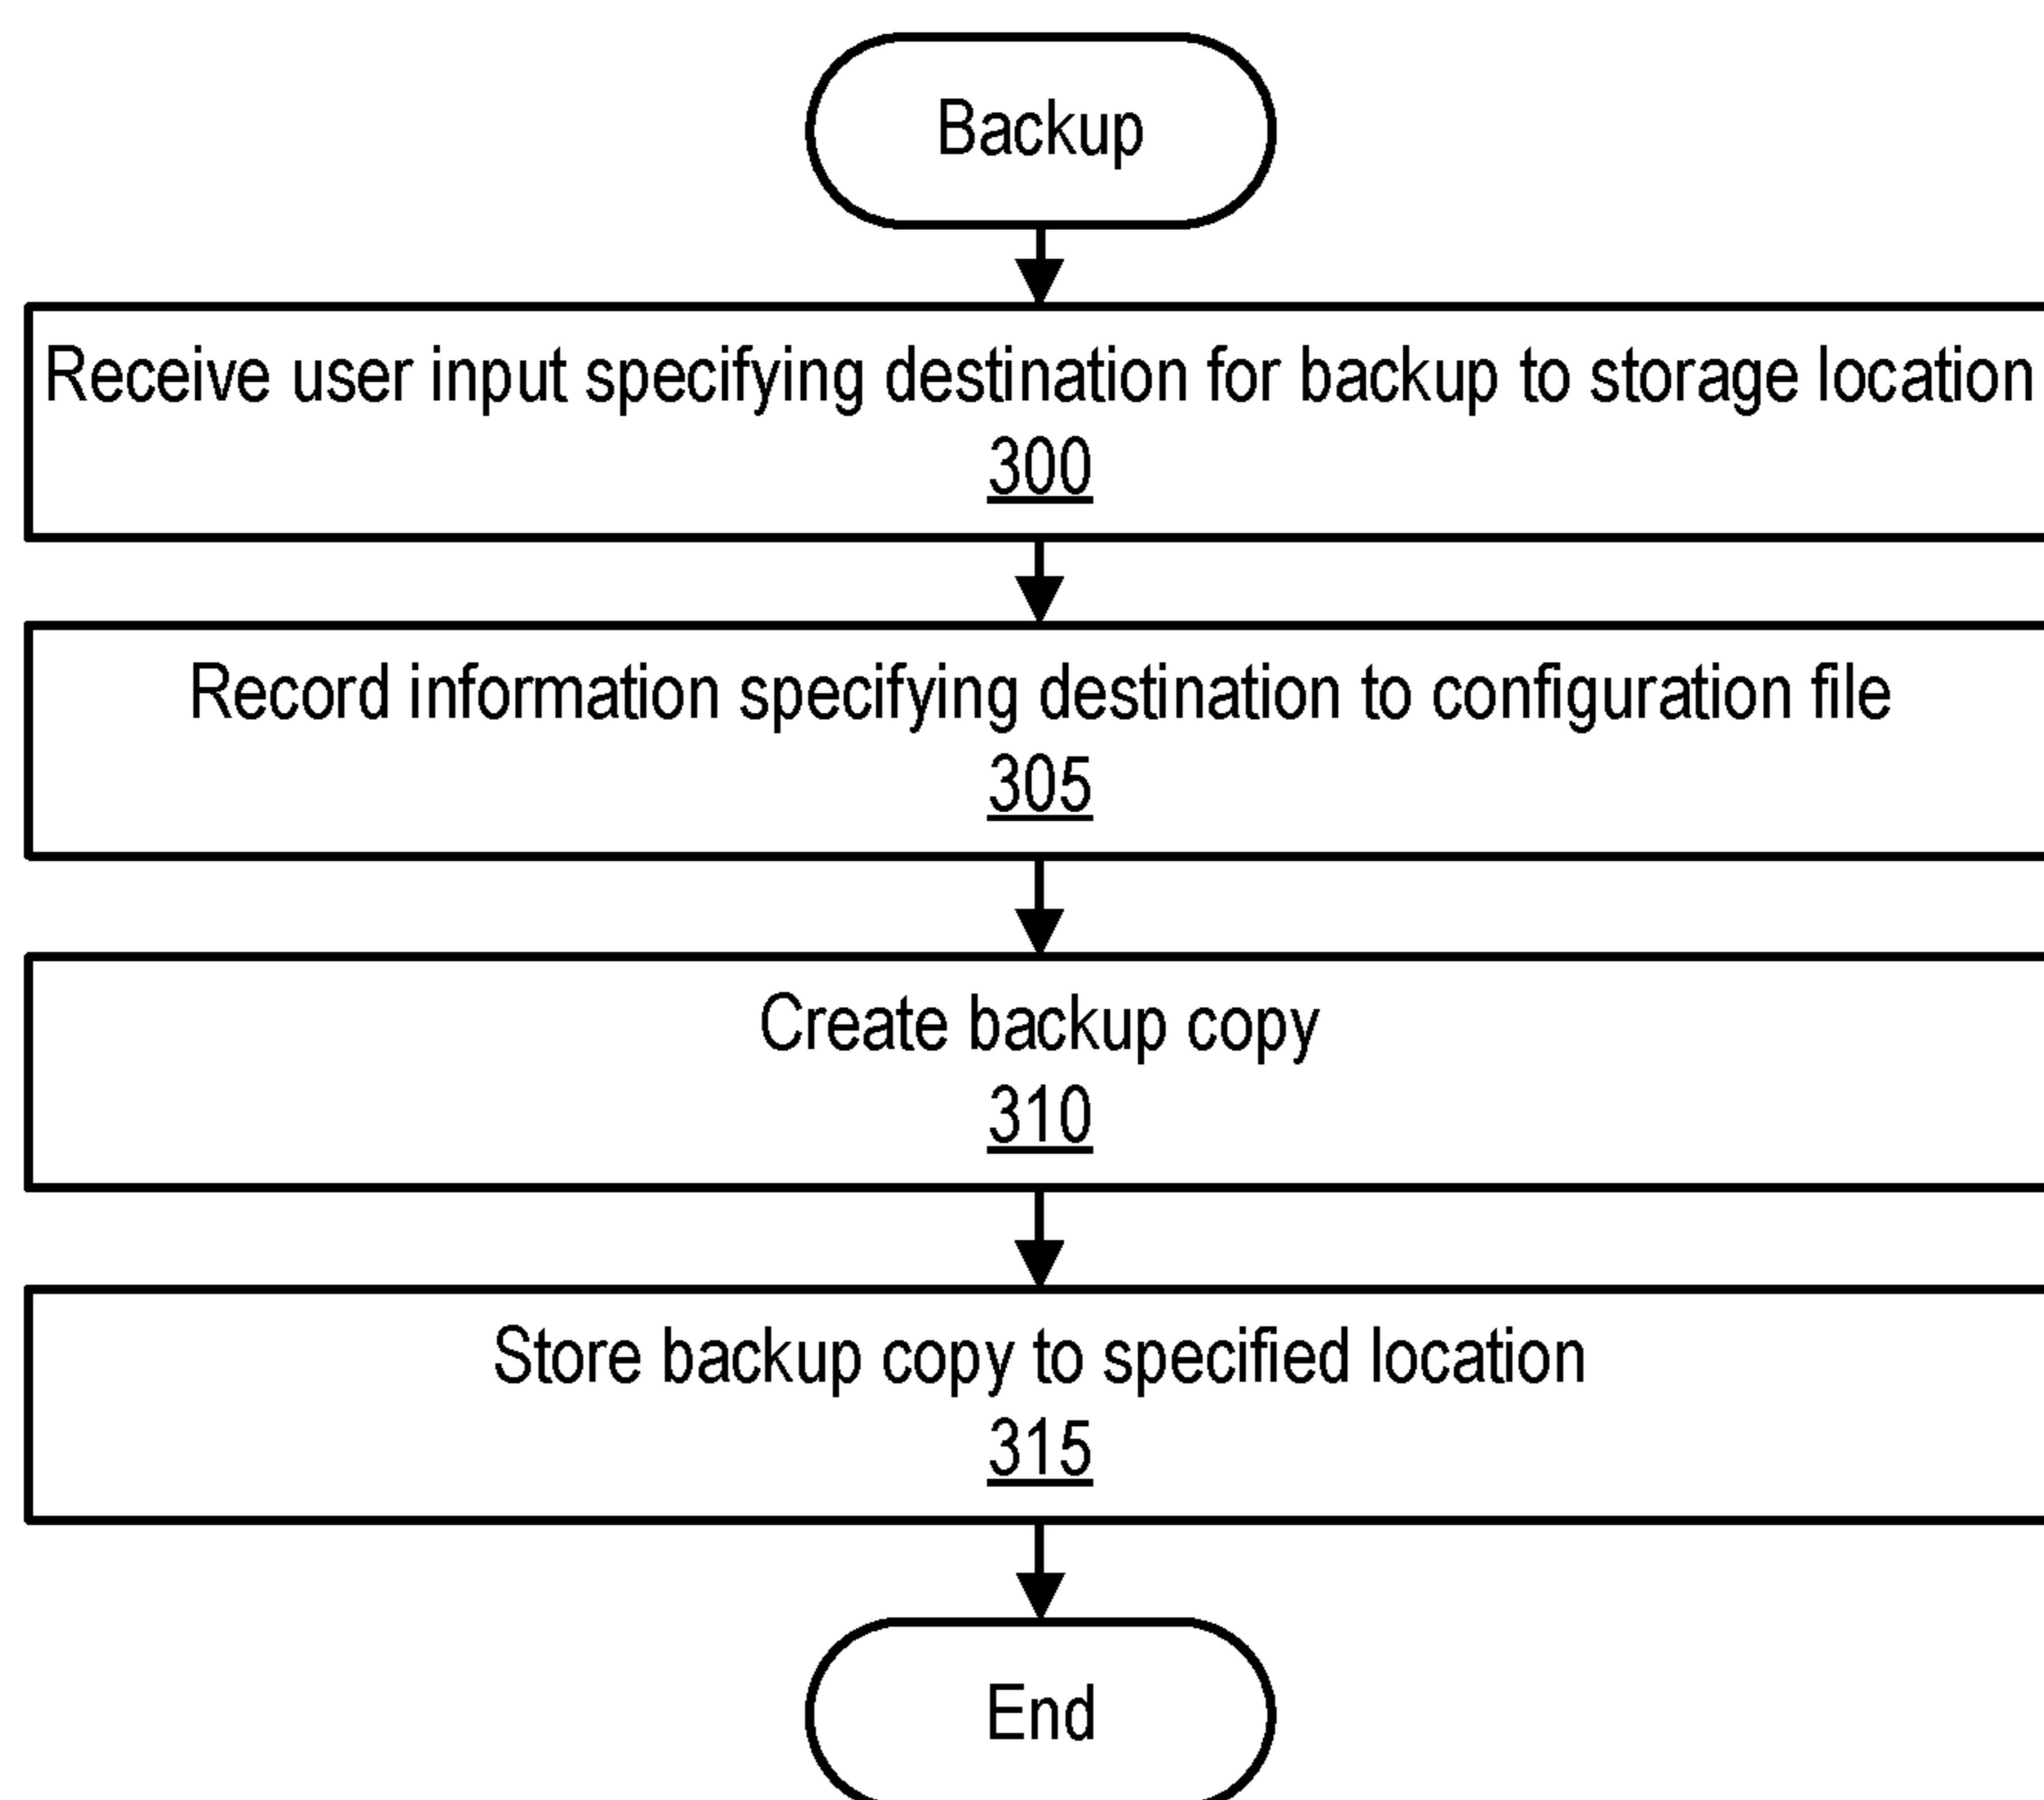 Backup
Receive user input specifying destination for backup to storage location
300
Record information specifying destination to configuration file
305
Create backup copy
310
Store backup copy to specified location
315
End